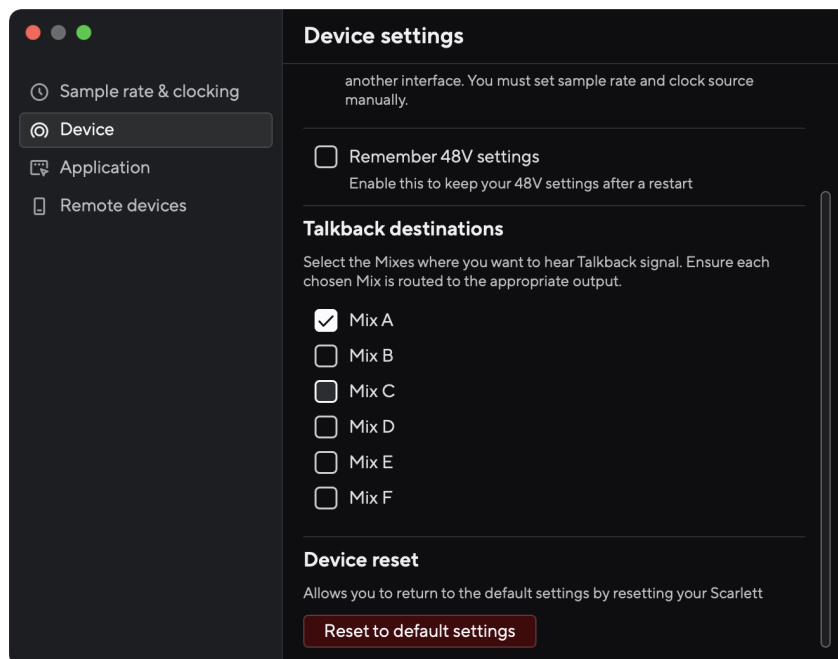 Device settings
Sample rate & clocking
Device
Application
Remote devices
another interface. You must set sample rate and clock source
manually.
Remember 48V settings
Enable this to keep your 48V settings after a restart
Talkback destinations
Select the Mixes where you want to hear Talkback signal. Ensure each
chosen Mix is routed to the appropriate output.
Mix A
Mix B
Mix C
Mix D
Mix E
Mix F
Device reset
Allows you to return to the default settings by resetting your Scarlett
Reset to default settings